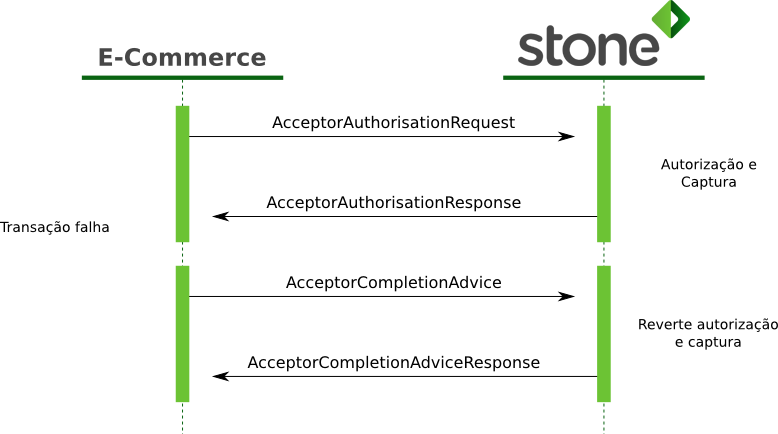 E-Commerce
stone
AcceptorAuthorisationRequest
Autorização e
Captura
AcceptorAuthorisationResponse
Transação falha
AcceptorCompletionAdvice
Reverte autorização
e captura
AcceptorCompletionAdviceResponse